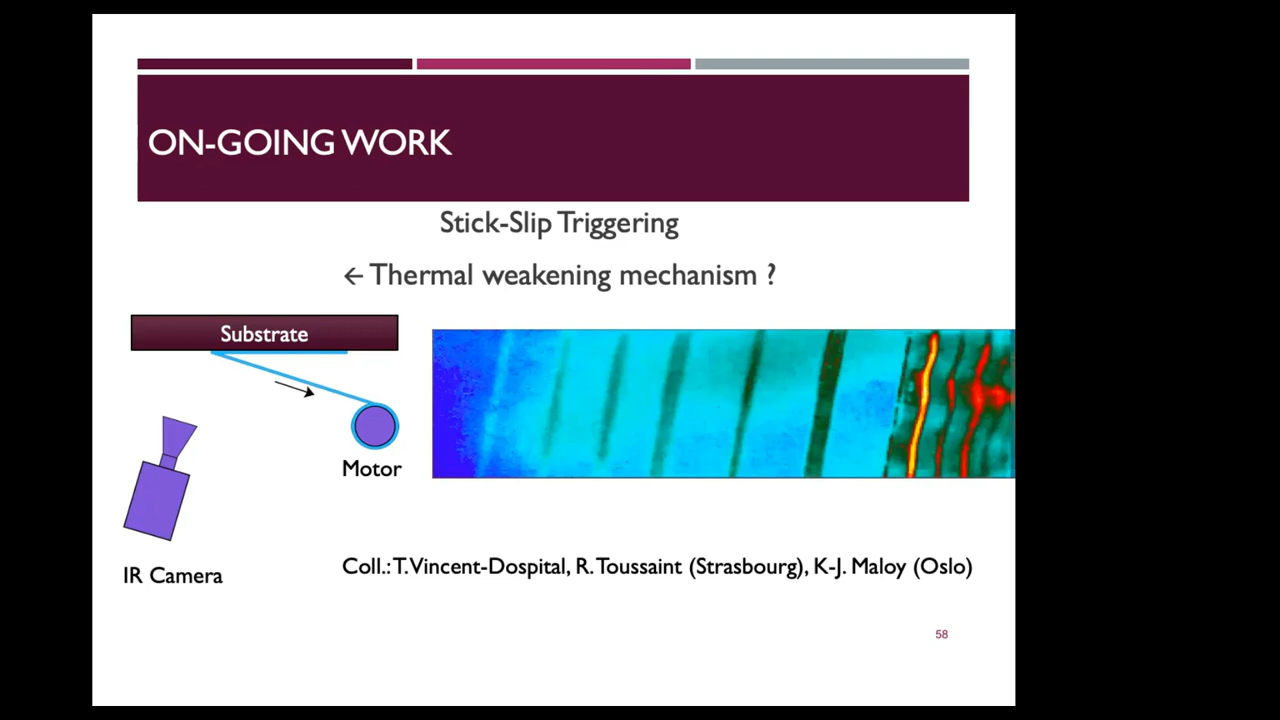 ON-GOING WORK
Stick-Slip Triggering
← Thermal weakening mechanism ?
Substrate
Motor
IR Camera
Coll.: T. Vincent-Dospital, R. Toussaint (Strasbourg), K-J. Maloy (Oslo)
58